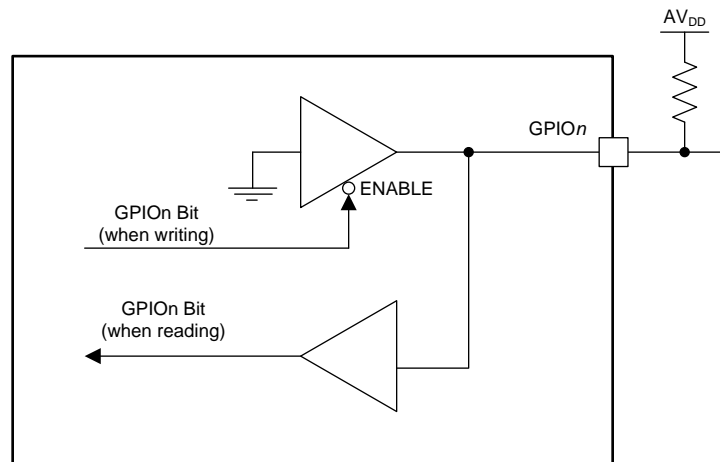 AVDD
GPIOn
ENABLE
GPIOn Bit
(when writing)
GPIOn Bit
(when reading)